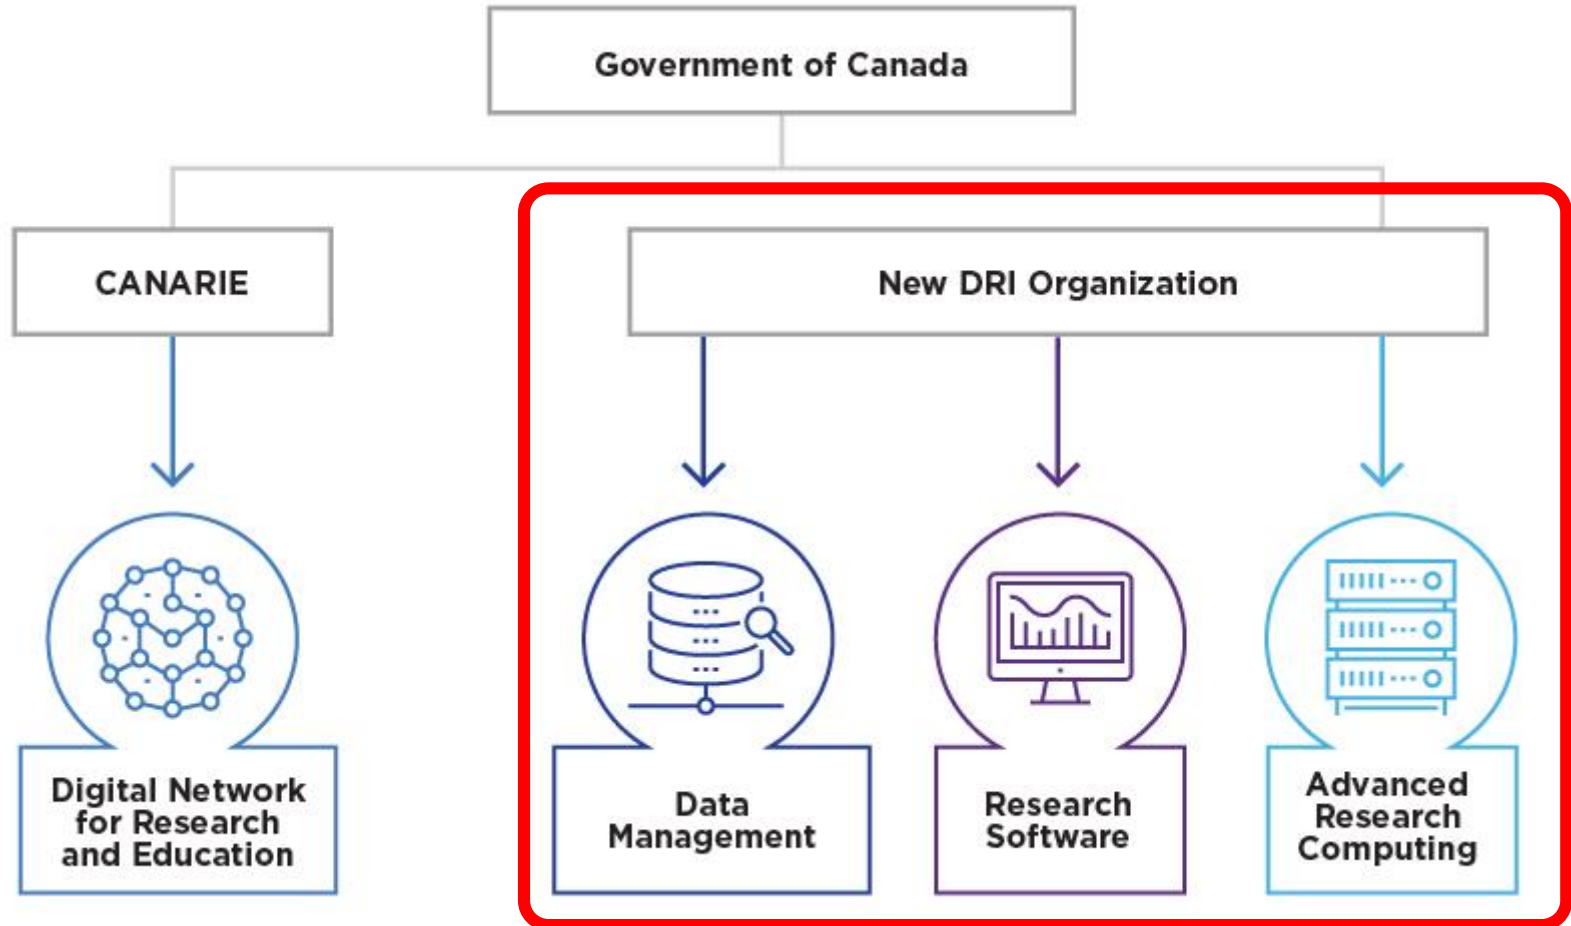 Government of Canada
CANARIE
New DRI Organization
Digital Network
for Research
and Education
Data
Management
Research
Software
Advanced
Research
Computing